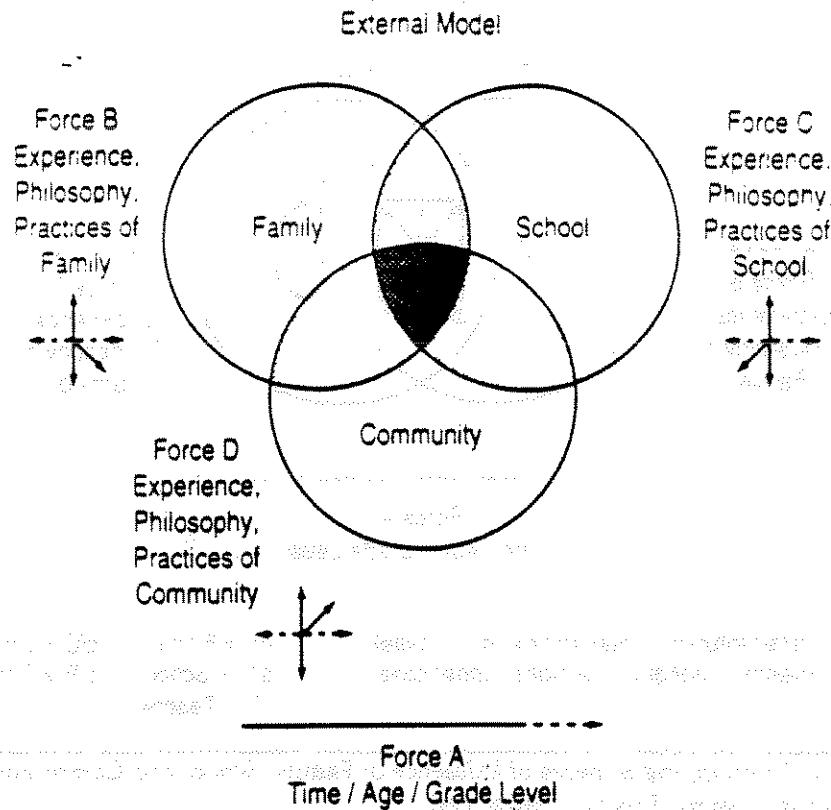 External Model
Force B
Experience,
Philosophy,
Practices of
Family
Family
School
Force C
Experience,
Philosophy,
Practices of
School
Community
Force D
Experience,
Philosophy,
Practices of
Community
Force A
Time / Age / Grade Level